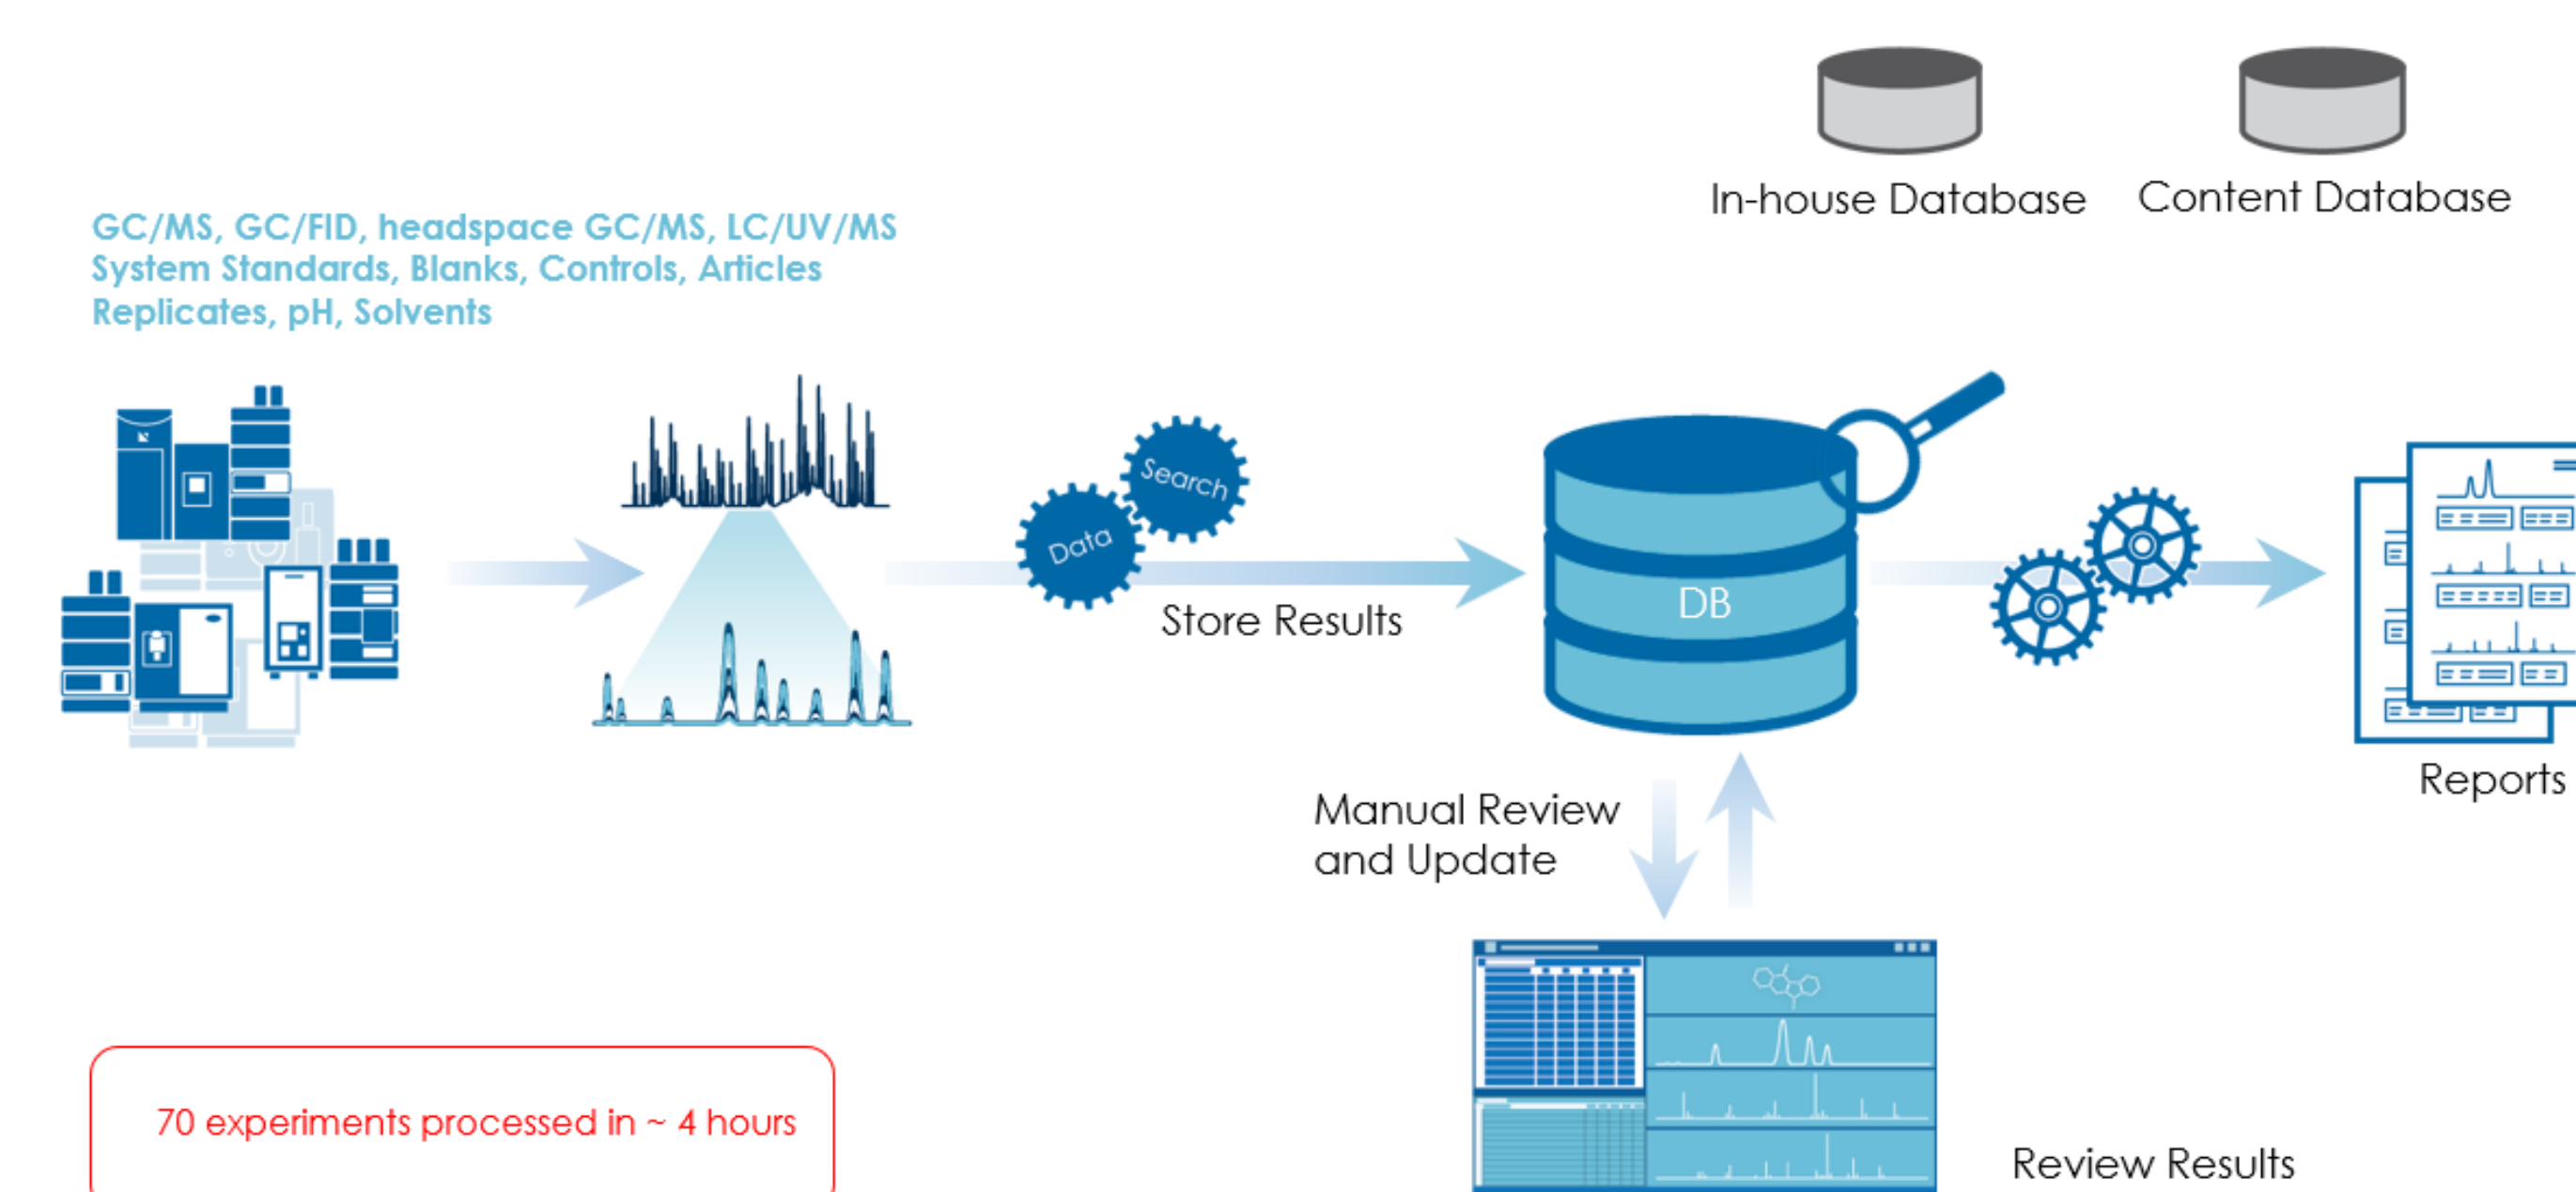 In-house Database
Content Database
GC/MS, GC/FID, headspace GC/MS, LC/UV/MS
System Standards, Blanks, Controls, Articles
Replicates, pH, Solvents
Search
Data
Store Results
DB
Reports
Manual Review
and Update
70 experiments processed in ~ 4 hours
Review Results